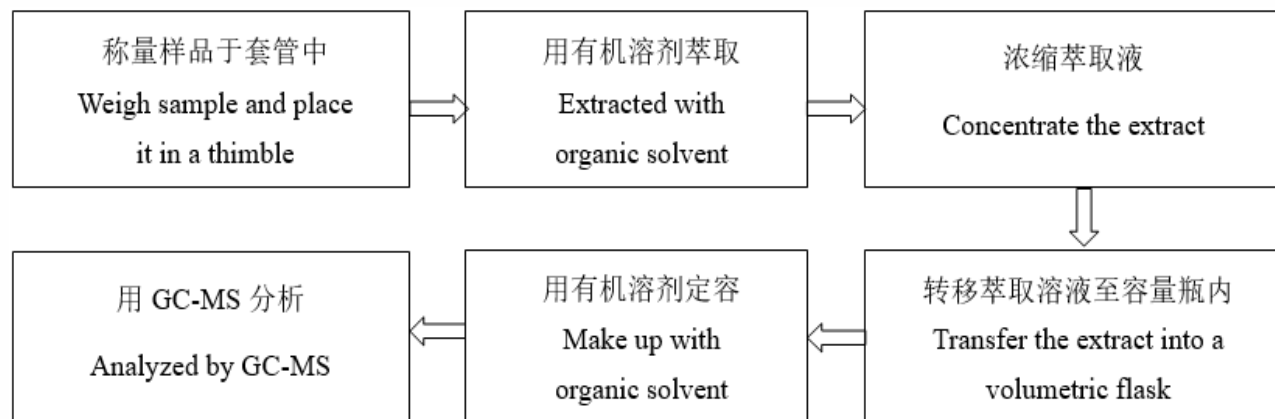 称量样品于套管中
Weigh sample and place
it in a thimble
用有机溶剂萃取
Extracted with
organic solvent
浓缩萃取液
Concentrate the extract
转移萃取溶液至容量瓶内
Transfer the extract into a
volumetric flask
用有机溶剂定容
Make up with
organic solvent
用 GC-MS 分析
Analyzed by GC-MS